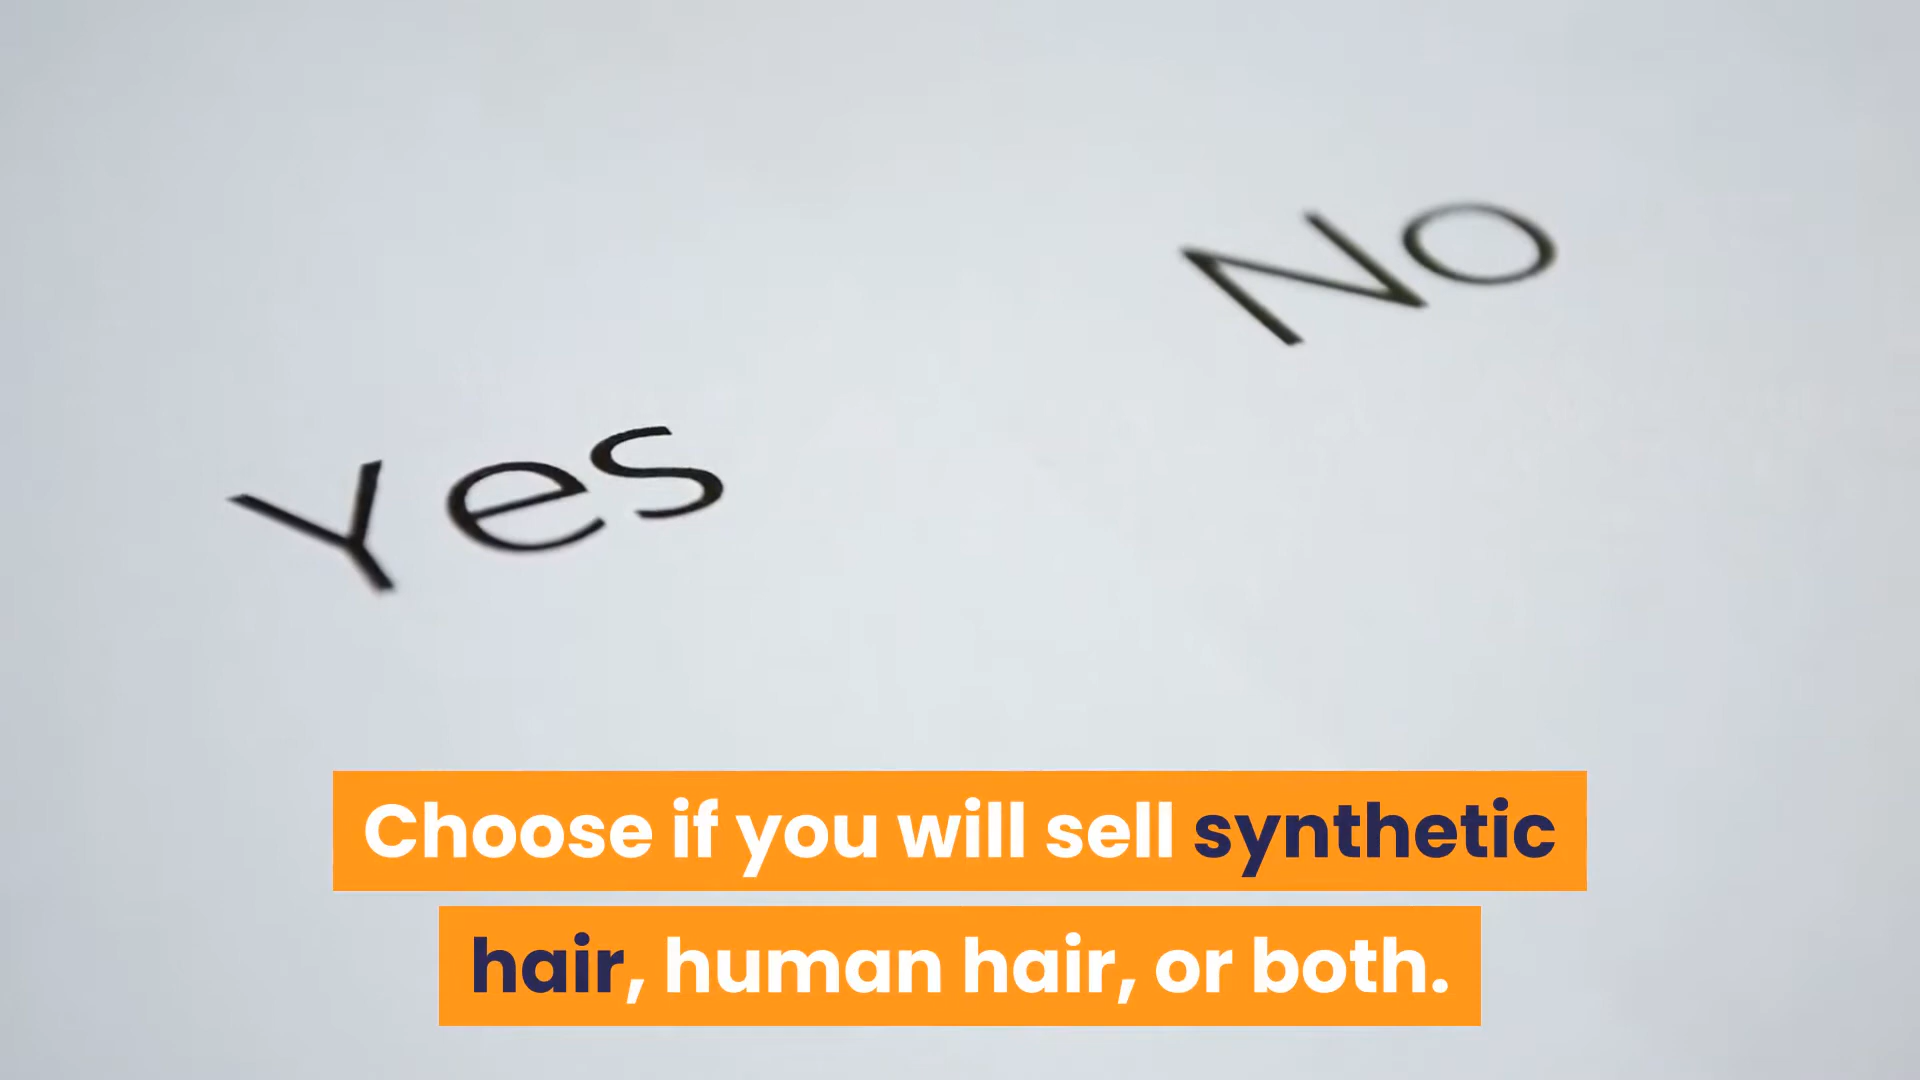 No
Yes
Choose if you will sell synthetic
hair, human hair, or both.